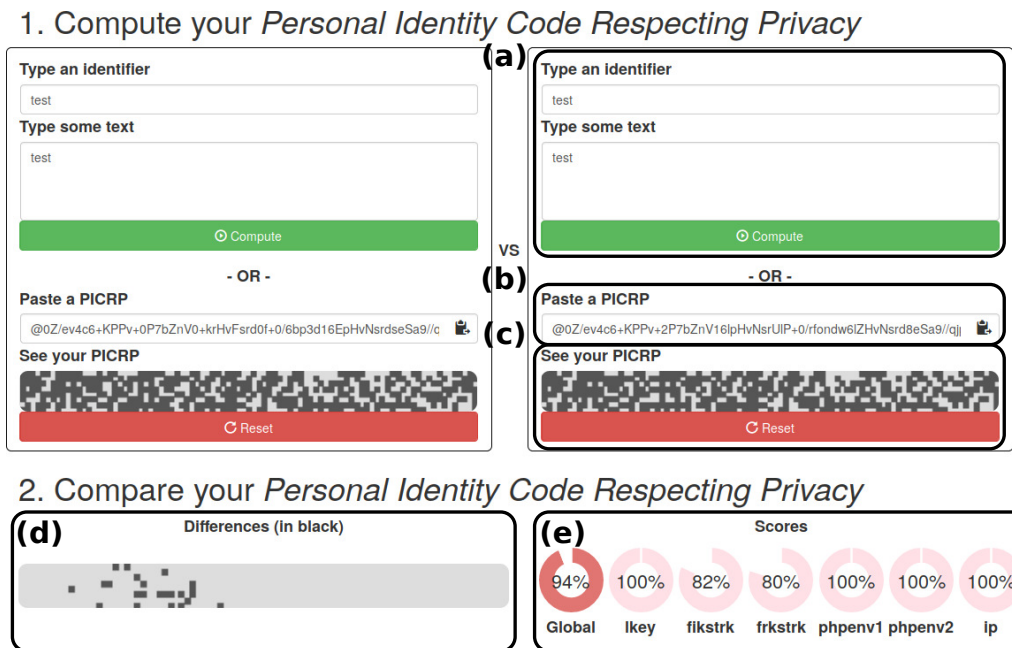 1. Compute your Personal Identity Code Respecting Privacy
Type an identifier
test
Type some text
test
Compute
- OR -
Paste a PICRP
@0Z/ev4c6+KPPv+0P7bZnV0+krHvFsrd0f+0/6bp3d16EpHvNsrdseSa9//c
See your PICRP
Reset
VS
(a)
Type an identifier
test
Type some text
test
Compute
- OR -
(b)
Paste a PICRP
@0Z/ev4c6+KPPv+2P7bZnV16lpHvNsrUlP+0/rfondw6lZHvNsrd8eSa9//qj
(c)
See your PICRP
Reset
2. Compare your Personal Identity Code Respecting Privacy
(d)
Differences (in black)
(e)
Scores
94% 100% 82% 80% 100% 100% 100%
Global lkey fikstrk frkstrk phpenv1 phpenv2 ip